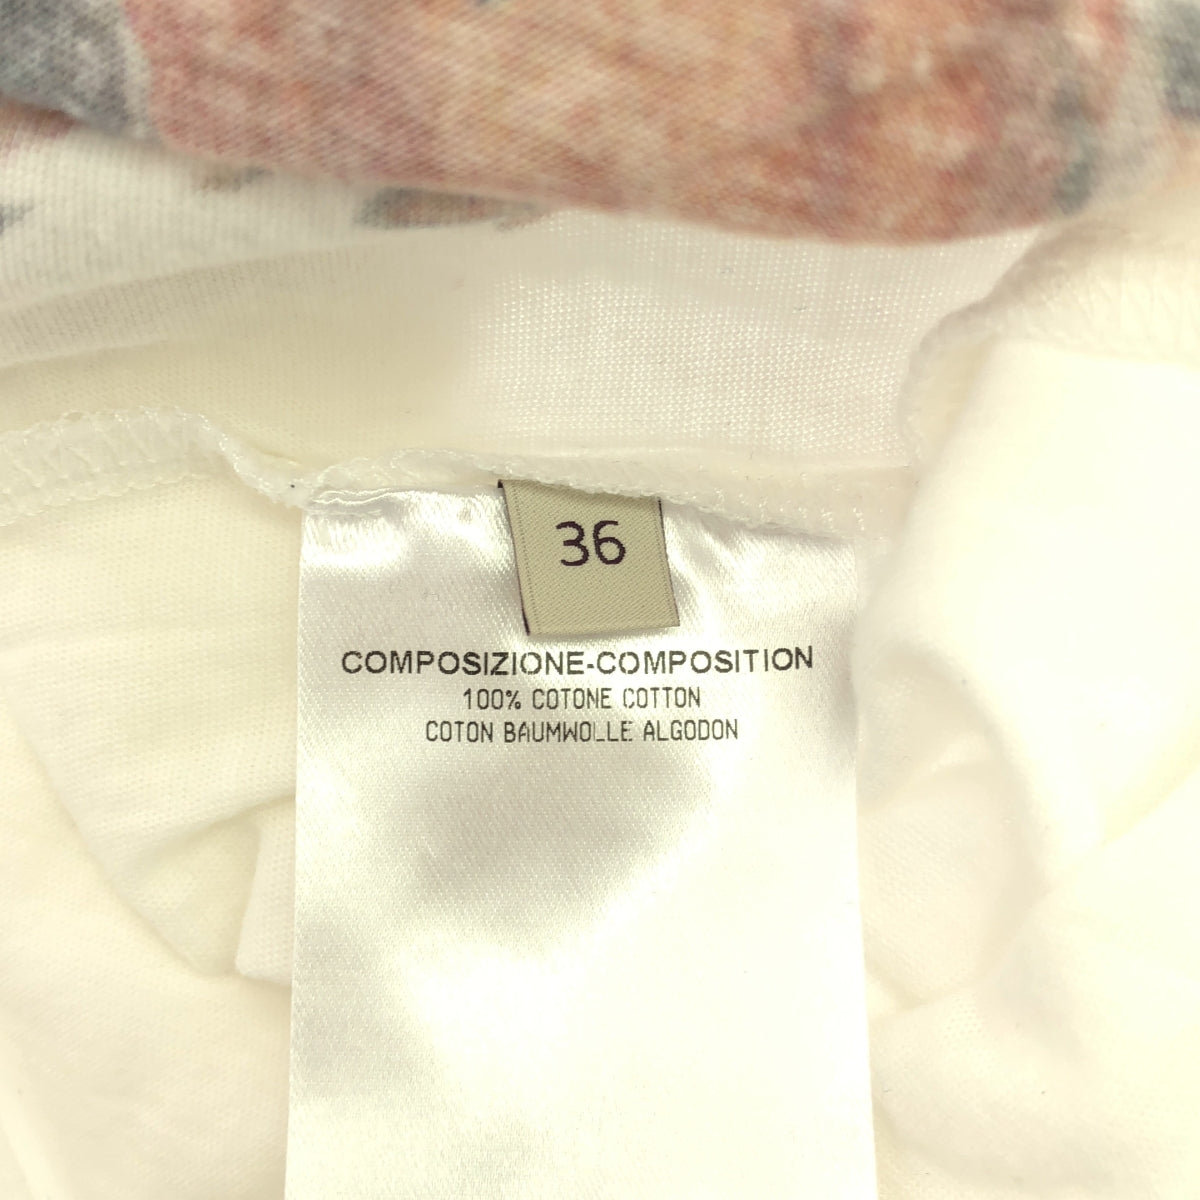 36
COMPOSIZIONE-COMPOSITION
100% COTONE COTTON
COTON BAUMWOLLE ALGODON